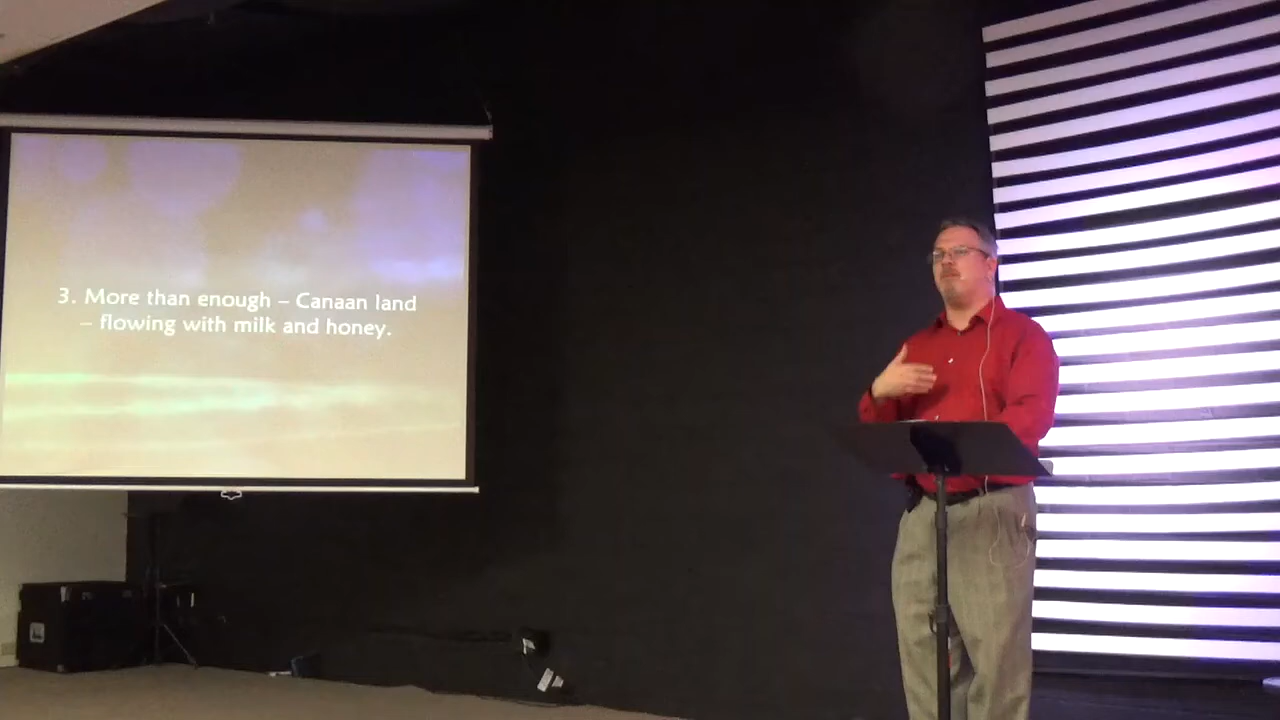 3. More than enough – Canaan land
– flowing with milk and honey.